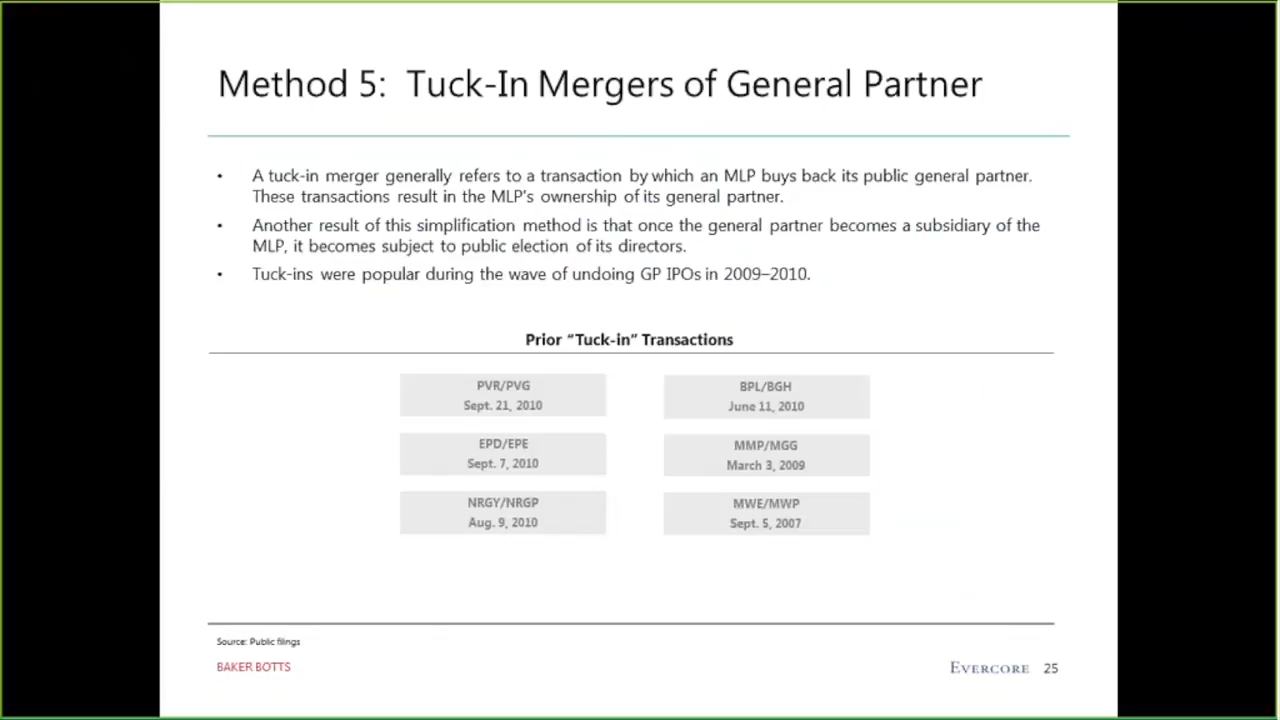 Method 5: Tuck-In Mergers of General Partner
• A tuck-in merger generally refers to a transaction by which an MLP buys back its public general partner.
These transactions result in the MLP's ownership of its general partner.
• Another result of this simplification method is that once the general partner becomes a subsidiary of the
MLP, it becomes subject to public election of its directors.
• Tuck-ins were popular during the wave of undoing GP IPOs in 2009–2010.
Prior “Tuck-in” Transactions
PVR/PVG
Sept. 21, 2010
BPL/BGH
June 11, 2010
EPD/EPE
Sept. 7, 2010
MMP/MGG
March 3, 2009
NRGY/NRGP
Aug. 9, 2010
MWE/MWP
Sept. 5, 2007
Source: Public filings
BAKER BOTTS
EVERCORE 25